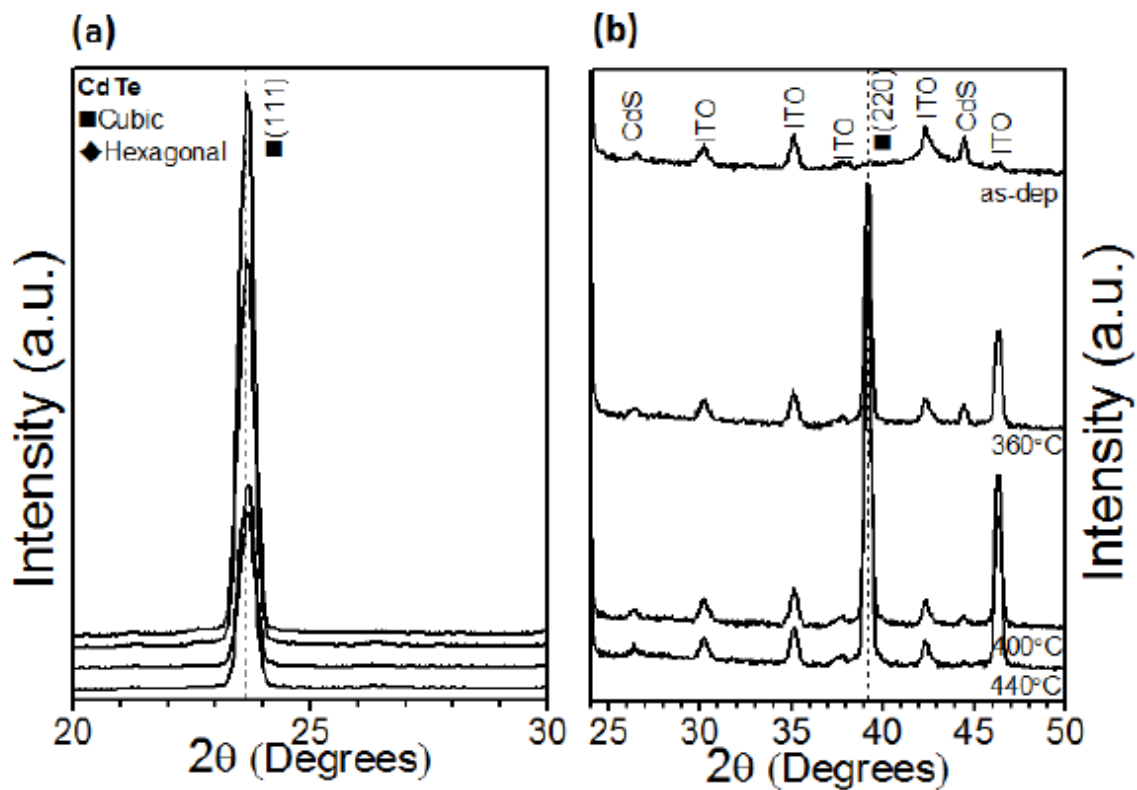 (a)
Cd Te
■Cubic
◆Hexagonal
■(111)
Intensity (a.u.)
20
25
30
2θ (Degrees)
(b)
CdS
ITO
ITO
ITO
■(220)
ITO
CdS
ITO
as-dep
360°C
400°C
440°C
Intensity (a.u.)
25
30
35
40
45
50
2θ (Degrees)